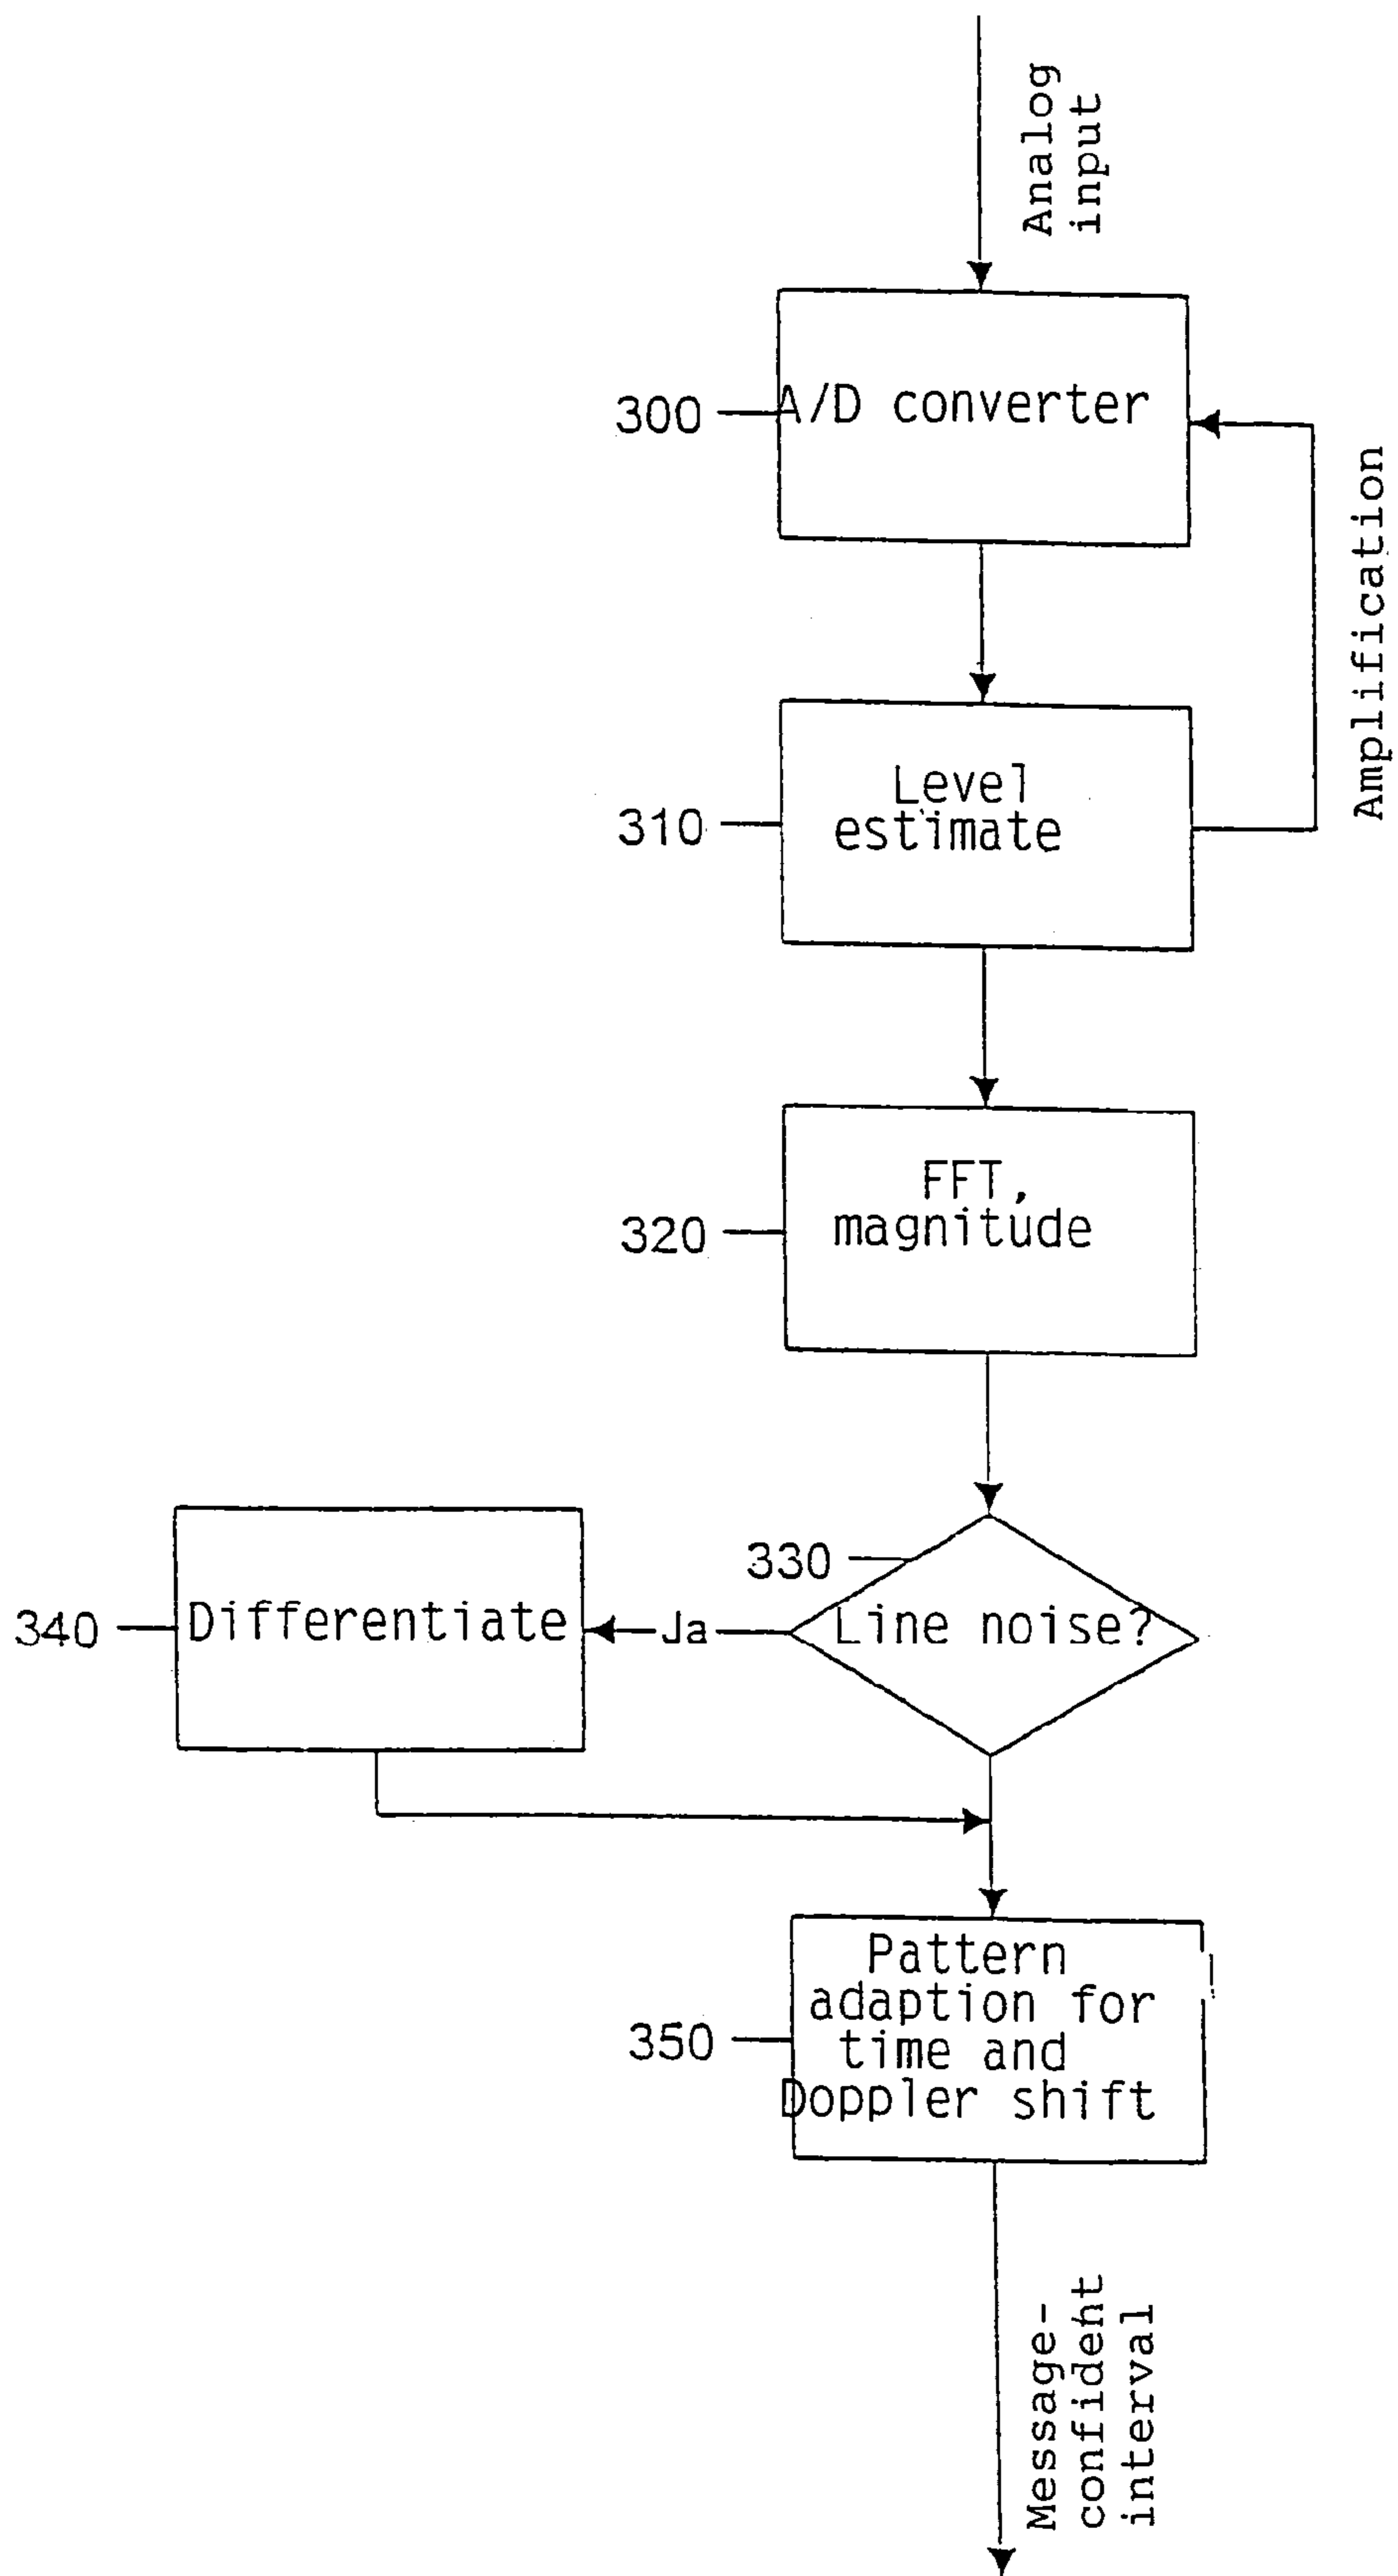 Analog
input
300
A/D converter
Amplification
310
Level
estimate
320
FFT,
magnitude
330
Line noise?
Ja
340
Differentiate
350
Pattern
adaption for
time and
Doppler shift
Message-
confident
interval